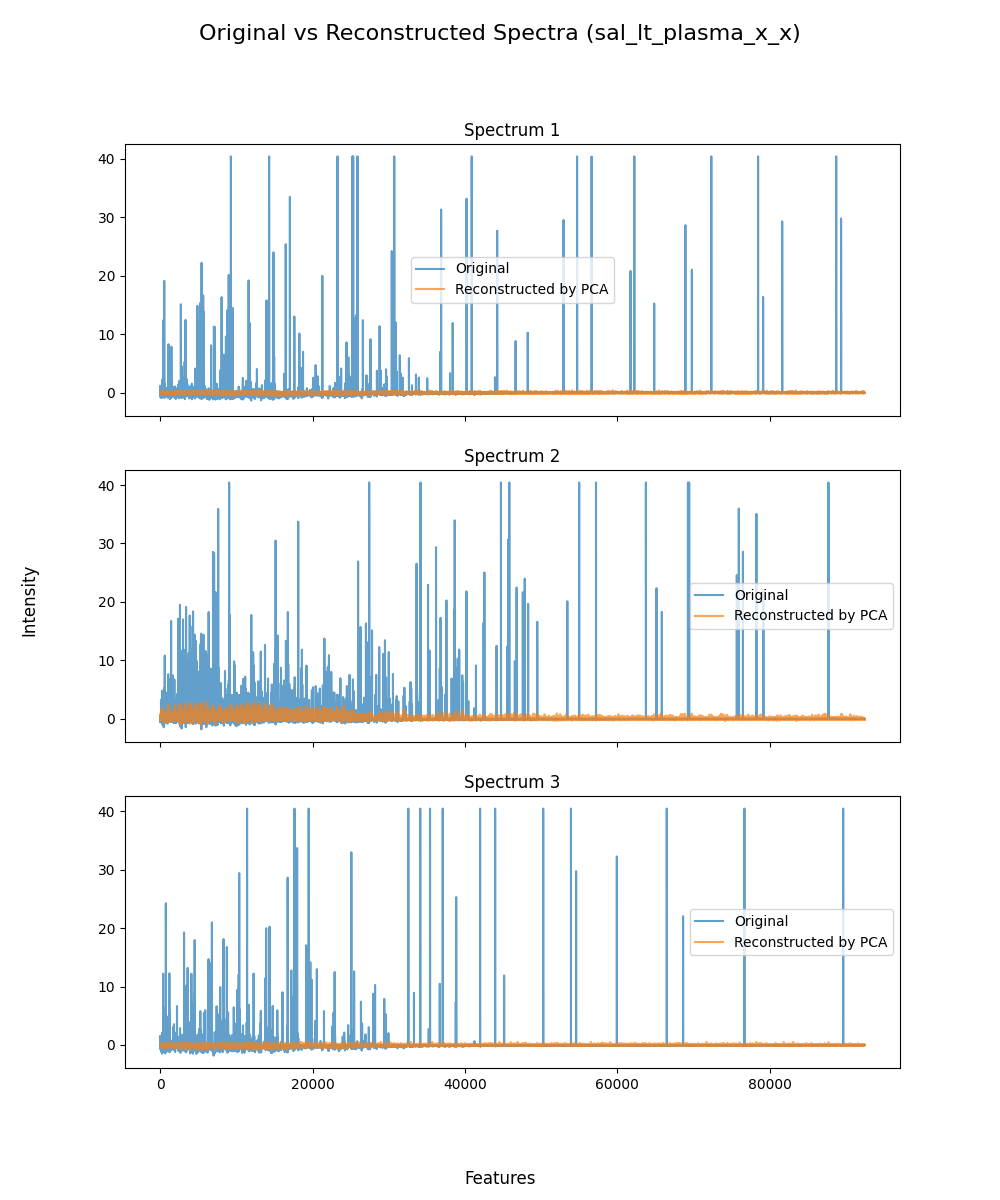 Original vs Reconstructed Spectra (sal_lt_plasma_x_x)
Spectrum 1
40
30
20
10
0
Original
Reconstructed by PCA
Spectrum 2
40
30
20
10
0
Original
Reconstructed by PCA
Intensity
Spectrum 3
40
30
20
10
0
Original
Reconstructed by PCA
0 20000 40000 60000 80000
Features